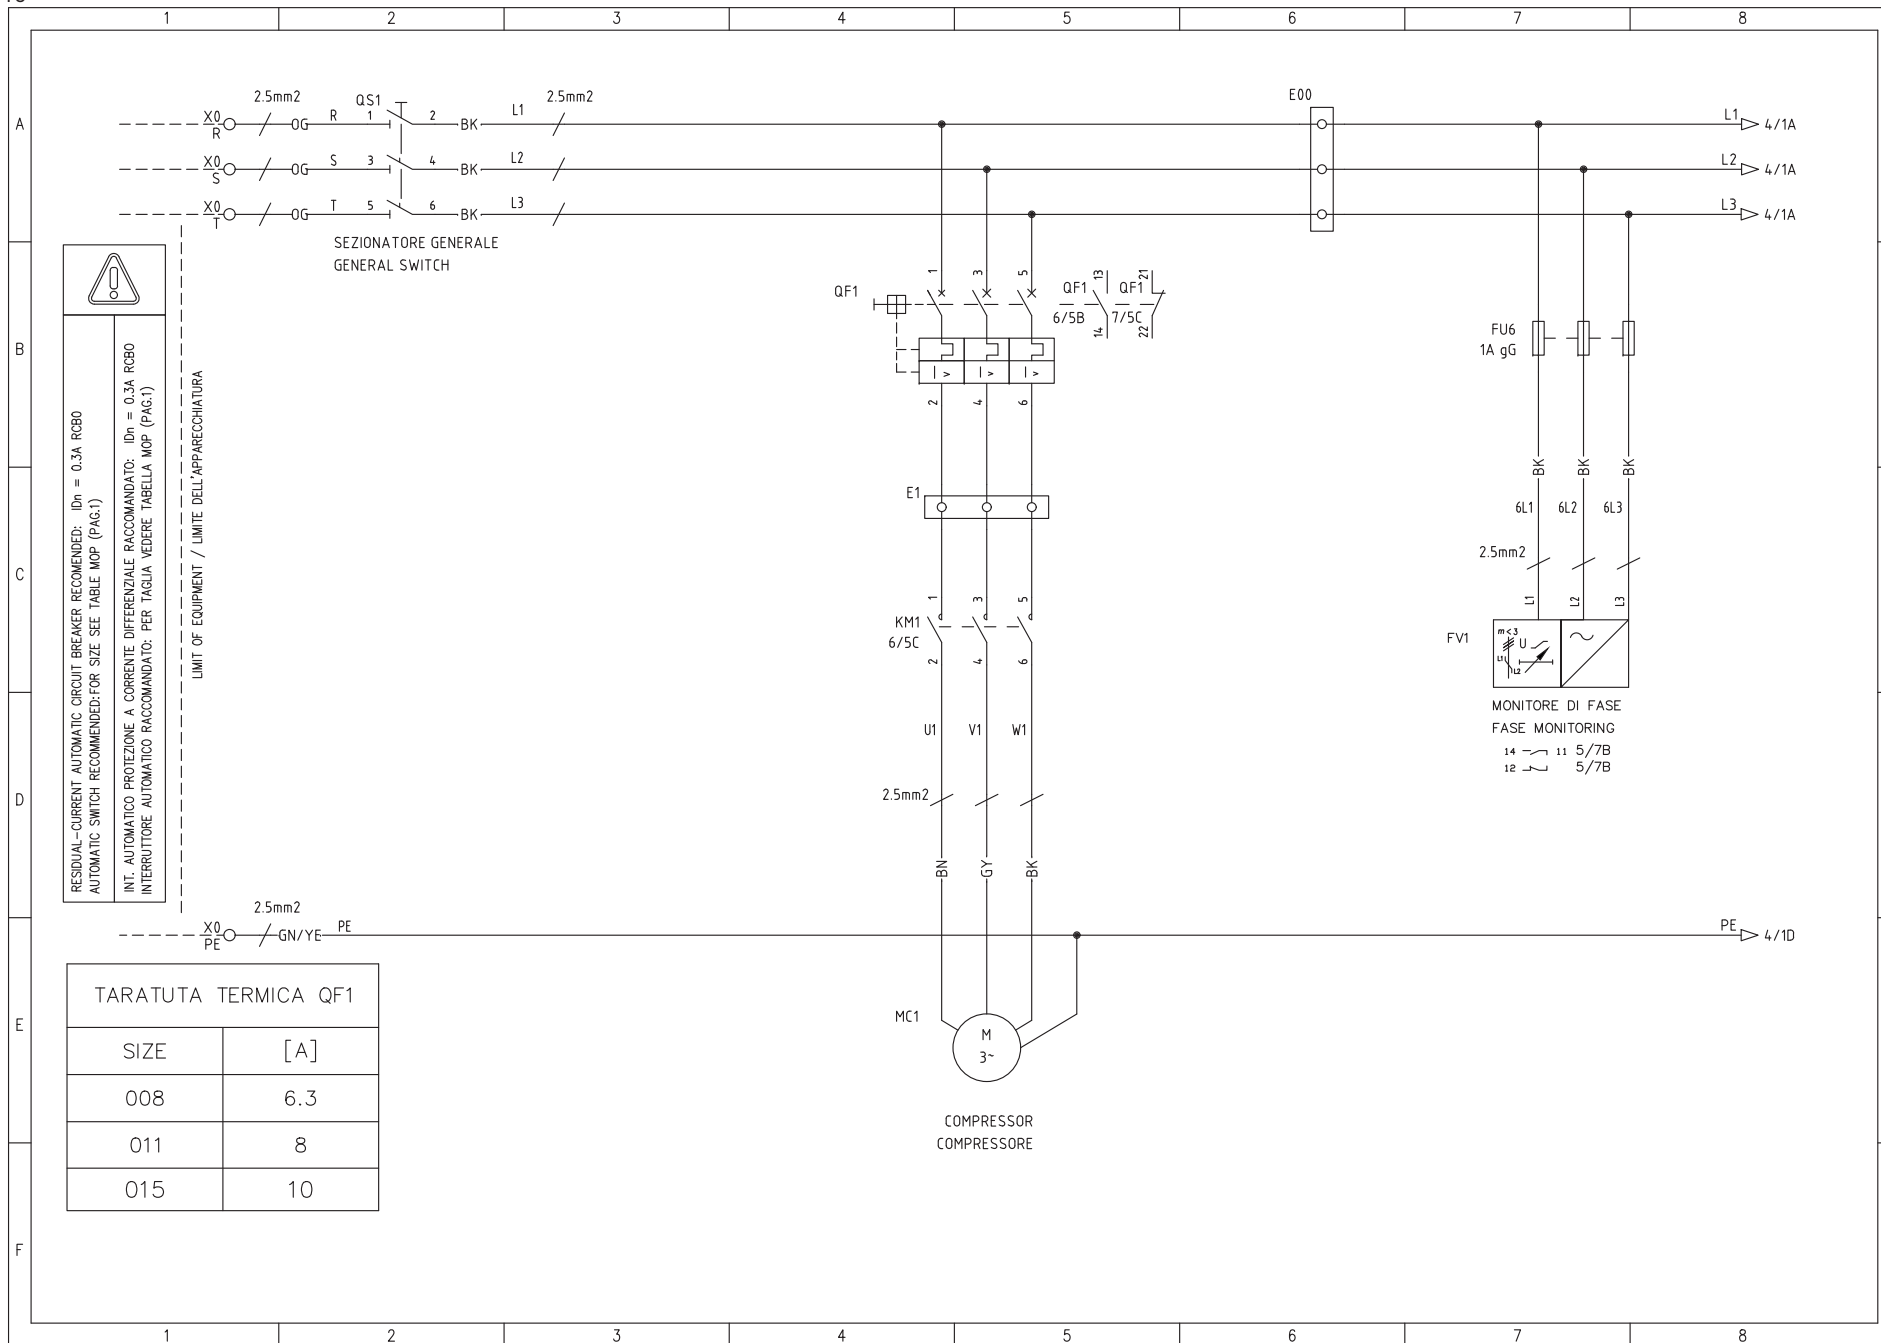 1 2 3 4 5 6 7 8
A
B
C
D
E
F
2.5mm2
X0 R OG R 1 QS1 2 BK L1 2.5mm2
X0 S OG S 3 4 BK L2
X0 T OG T 5 6 BK L3
SEZIONATORE GENERALE
GENERAL SWITCH
E00
L1 4/1A
L2 4/1A
L3 4/1A
RESIDUAL-CURRENT AUTOMATIC CIRCUIT BREAKER RECOMENDED: IDn = 0.3A RCBO
AUTOMATIC SWITCH RECOMMENDED:FOR SIZE SEE TABLE MOP (PAG.1)
INT. AUTOMATICO PROTEZIONE A CORRENTE DIFFERENZIALE RACCOMANDATO: IDn = 0.3A RCBO
INTERRUTTORE AUTOMATICO RACCOMANDATO: PER TAGLIA VEDERE TABELLA MOP (PAG.1)
LIMIT OF EQUIPMENT / LIMITE DELL'APPARECCHIATURA
QF1
1 3 5
I> I> I>
2 4 6
QF1 13
6/5B 14
QF1 21
7/5C 22
E1
KM1
6/5C
1 3 5
2 4 6
U1 V1 W1
2.5mm2
BN GY BK
FU6
1A gG
BK BK BK
6L1 6L2 6L3
2.5mm2
L1 L2 L3
FV1
m<3
U
L1
L2
MONITORE DI FASE
FASE MONITORING
14 11 5/7B
12 5/7B
2.5mm2
X0 PE GN/YE PE
PE 4/1D
MC1
M
3~
COMPRESSOR
COMPRESSORE
TARATUTA TERMICA QF1
SIZE [A]
008 6.3
011 8
015 10
1 2 3 4 5 6 7 8